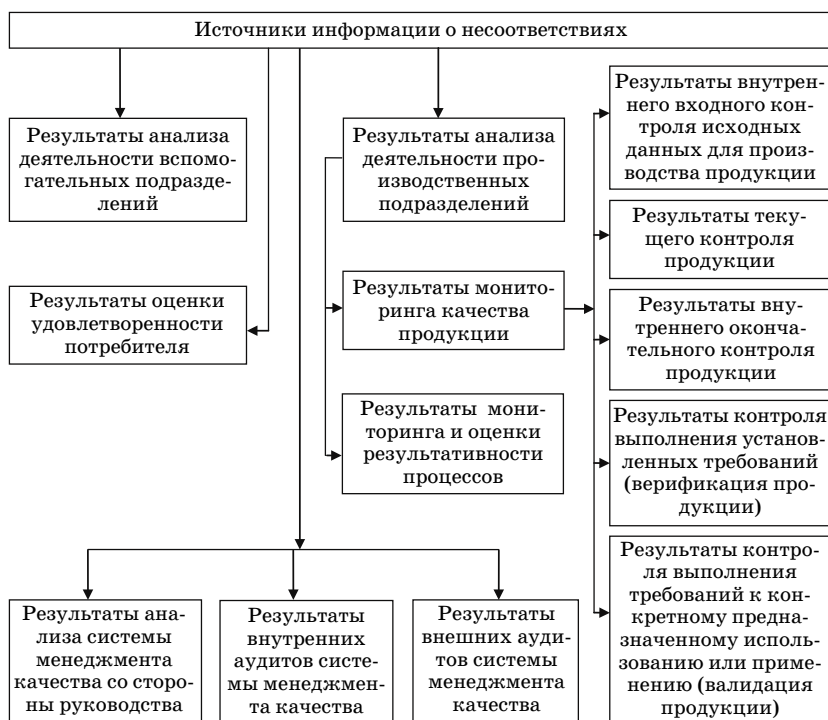 Источники информации о несоответствиях
Результаты анализа
деятельности вспомо-
гательных подразде-
лений
Результаты анализа
деятельности про-
изводственных
подразделений
Результаты внутрен-
него входного кон-
троля исходных
данных для произ-
водства продукции
Результаты теку-
щего контроля
продукции
Результаты оценки
удовлетворенности
потребителя
Результаты монито-
ринга качества
продукции
Результаты вну-
треннего оконча-
тельного контроля
продукции
Результаты мони-
торинга и оценки
результативности
процессов
Результаты контроля
выполнения установ-
ленных требований
(верификация про-
дукции)
Результаты ана-
лиза системы
менеджмента
качества со сторо-
ны руководства
Результаты
внутренних
аудитов систе-
мы менеджмен-
та качества
Результаты
внешних ауди-
тов системы
менеджмента
качества
Результаты контро-
ля выполнения
требований к кон-
кретному предна-
значенному исполь-
зованию или приме-
нению (валидация
продукции)